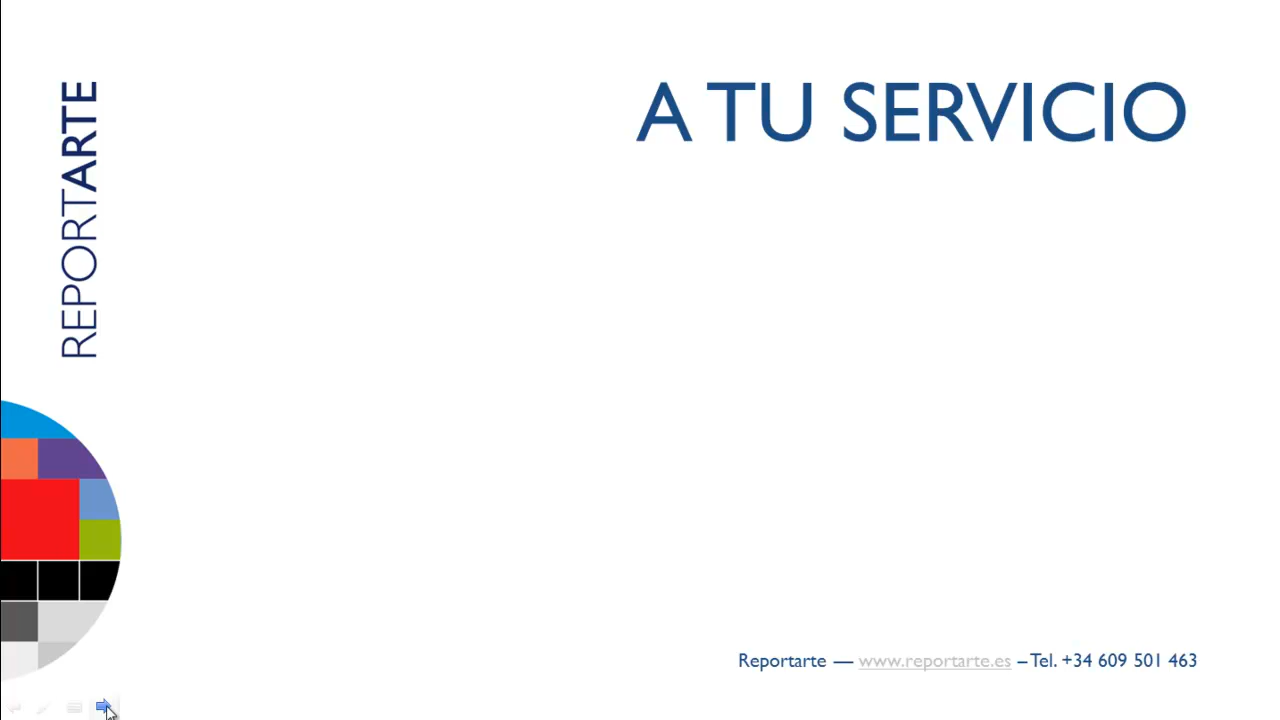 A TU SERVICIO
REPORTARTE
Reportarte — www.reportarte.es – Tel. +34 609 501 463